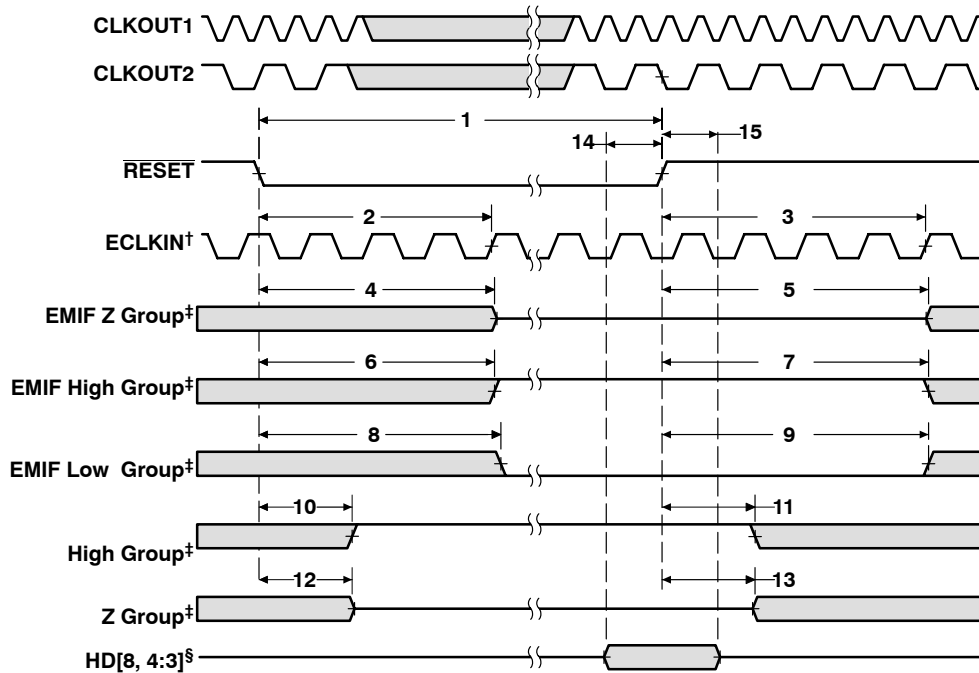 CLKOUT1
CLKOUT2
1
14
15
RESET
2
3
ECLKIN†
4
5
EMIF Z Group‡
6
7
EMIF High Group‡
8
9
EMIF Low Group‡
10
11
High Group‡
12
13
Z Group‡
HD[8, 4:3]§